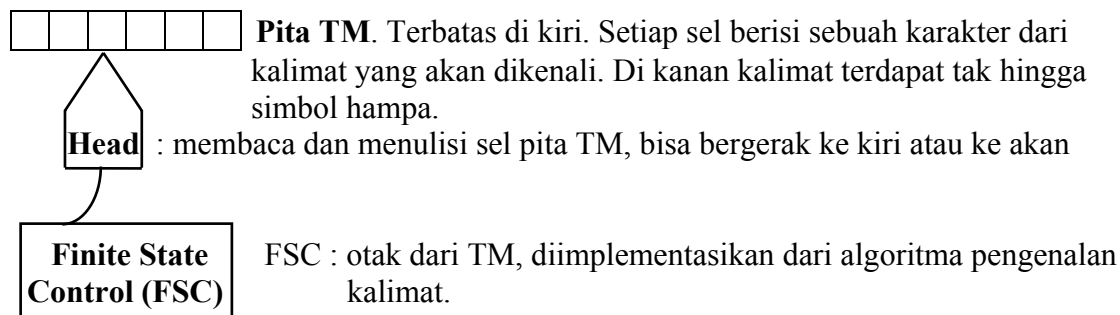 Pita TM. Terbatas di kiri. Setiap sel berisi sebuah karakter dari
kalimat yang akan dikenali. Di kanan kalimat terdapat tak hingga
simbol hampa.
Head : membaca dan menulisi sel pita TM, bisa bergerak ke kiri atau ke akan
Finite State
Control (FSC)
FSC : otak dari TM, diimplementasikan dari algoritma pengenalan
kalimat.